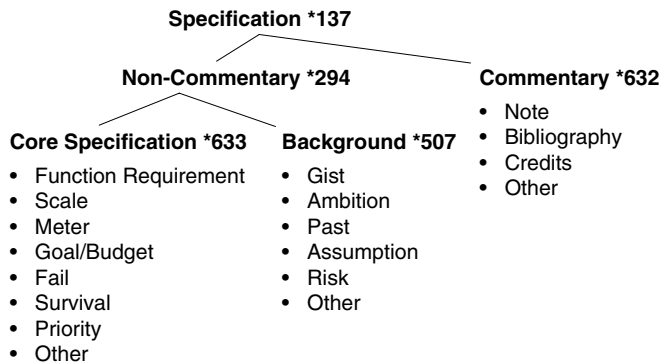 Specification *137
Non-Commentary *294
Commentary *632
• Note
• Bibliography
• Credits
• Other
Core Specification *633
• Function Requirement
• Scale
• Meter
• Goal/Budget
• Fail
• Survival
• Priority
• Other
Background *507
• Gist
• Ambition
• Past
• Assumption
• Risk
• Other